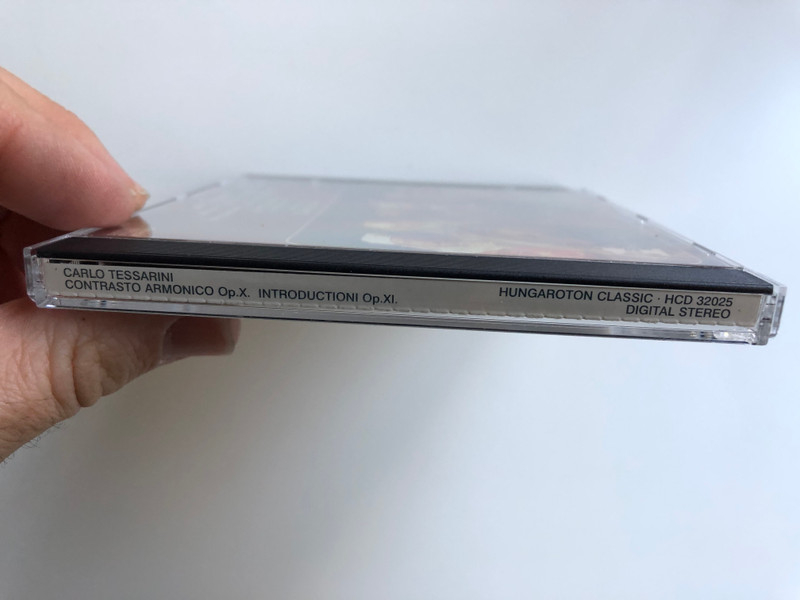 CARLO TESSARINI
CONTRASTO ARMONICO Op.X. INTRODUCTIONI Op.XI.
HUNGAROTON CLASSIC · HCD 32025
DIGITAL STEREO